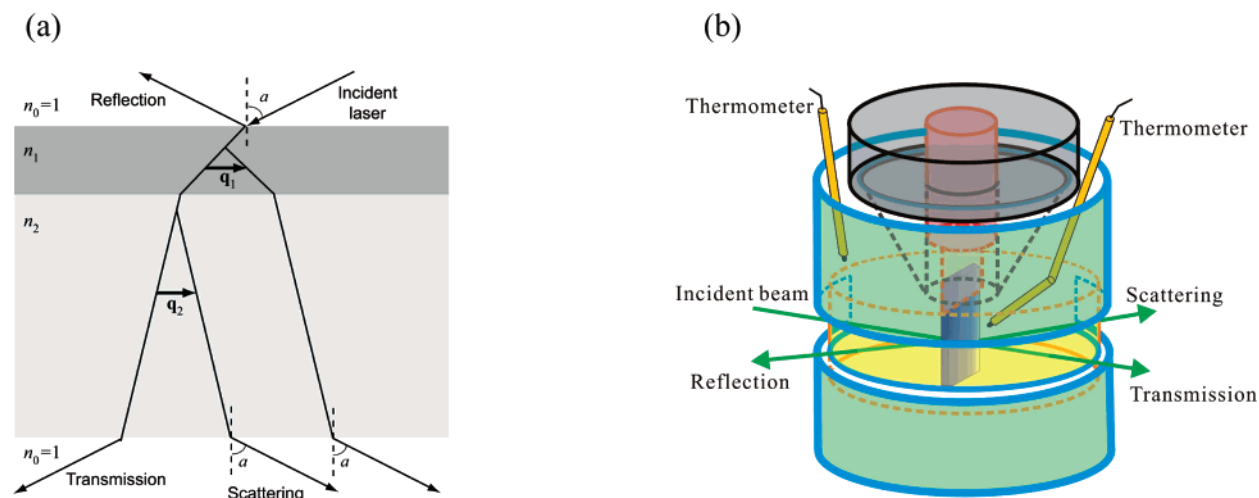 (a)
(b)
Reflection
a
Incident
laser
n₀=1
n₁
q₁
n₂
q₂
n₀=1
a
a
Transmission
Scattering
Thermometer
Thermometer
Incident beam
Scattering
Reflection
Transmission